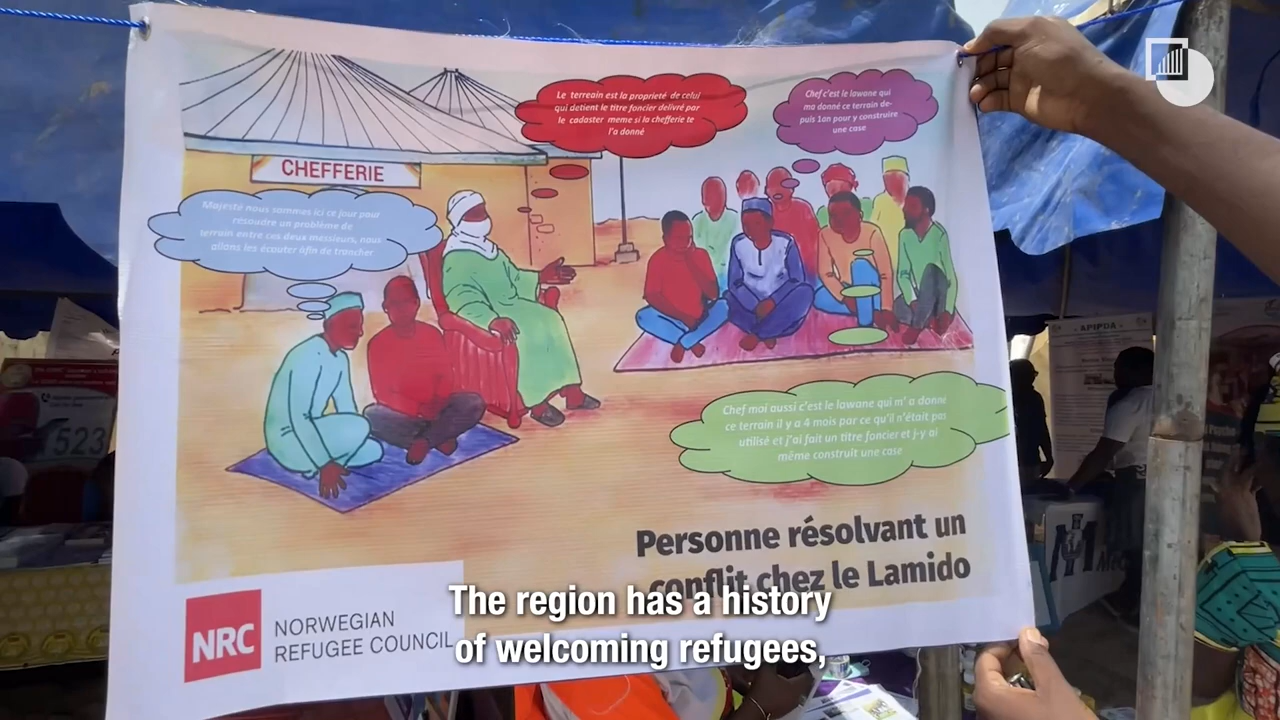 Le terrain est la proprieté de celui
qui detient le titre foncier delivré par
le cadaster meme si la chefferie te
l'a donné
Chef c'est le lawane qui
ma donné ce terrain de-
puis 1an pour y construire
une case
CHEFFERIE
Majesté nous sommes ici ce jour pour
résoudre un problème de
terrain entre ces deux messieurs, nous
allons les écouter afin de trancher
Chef moi aussi c'est le lawane qui m' a donné
ce terrain il y a 4 mois par ce qu'il n'était pas
utilisé et j'ai fait un titre foncier et j-y ai
même construit une case
Personne résolvant un
conflit chez le Lamido
NRC
NORWEGIAN
REFUGEE COUNCIL
The region has a history
of welcoming refugees,
APIPDA
523